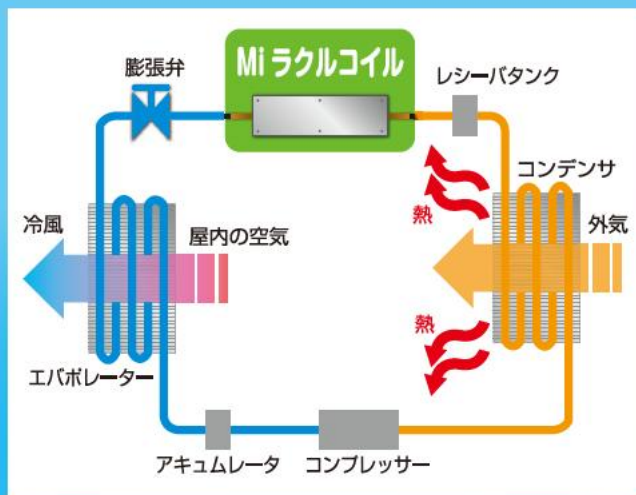 Miラクルコイル
膨張弁
レシーバタンク
コンデンサ
熱
冷風
屋内の空気
外気
熱
エバポレーター
アキュムレータ
コンプレッサー